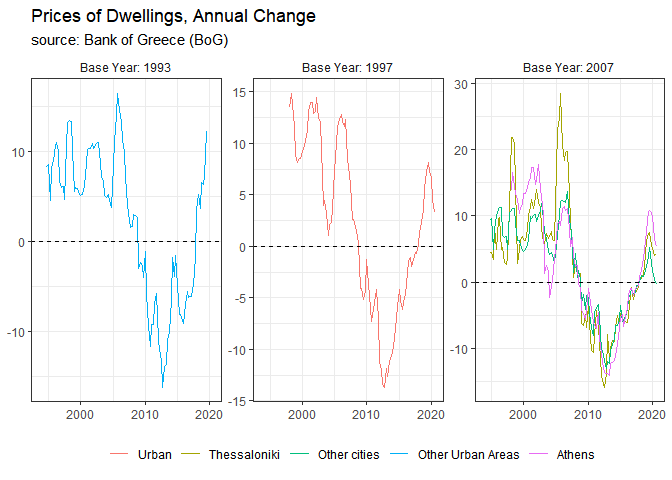 Prices of Dwellings, Annual Change
source: Bank of Greece (BoG)
Base Year: 1993
Base Year: 1997
Base Year: 2007
10
0
-10
15
10
5
0
-5
-10
-15
30
20
10
0
-10
2000 2010 2020
2000 2010 2020
2000 2010 2020
Urban Thessaloniki Other cities Other Urban Areas Athens